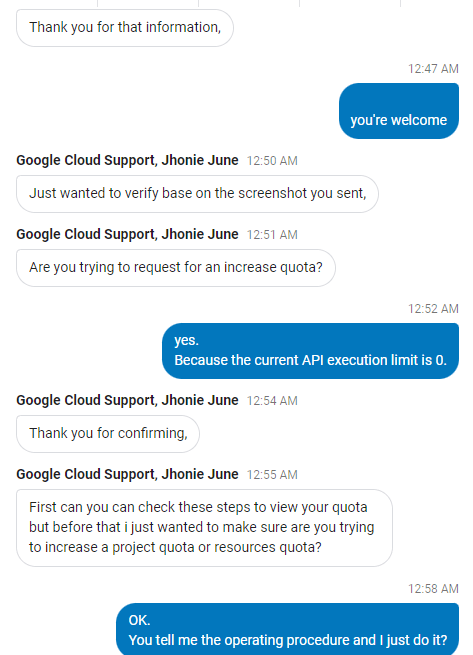 Thank you for that information,
12:47 AM
you're welcome
Google Cloud Support, Jhonie June 12:50 AM
Just wanted to verify base on the screenshot you sent,
Google Cloud Support, Jhonie June 12:51 AM
Are you trying to request for an increase quota?
12:52 AM
yes.
Because the current API execution limit is 0.
Google Cloud Support, Jhonie June 12:54 AM
Thank you for confirming,
Google Cloud Support, Jhonie June 12:55 AM
First can you can check these steps to view your quota
but before that i just wanted to make sure are you trying
to increase a project quota or resources quota?
12:58 AM
OK.
You tell me the operating procedure and I just do it?